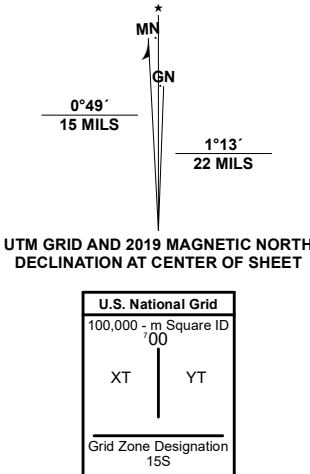 ★
MN
GN
0°49´
15 MILS
1°13´
22 MILS
UTM GRID AND 2019 MAGNETIC NORTH
DECLINATION AT CENTER OF SHEET
U.S. National Grid
100,000 - m Square ID
⁷00
XT YT
Grid Zone Designation
15S